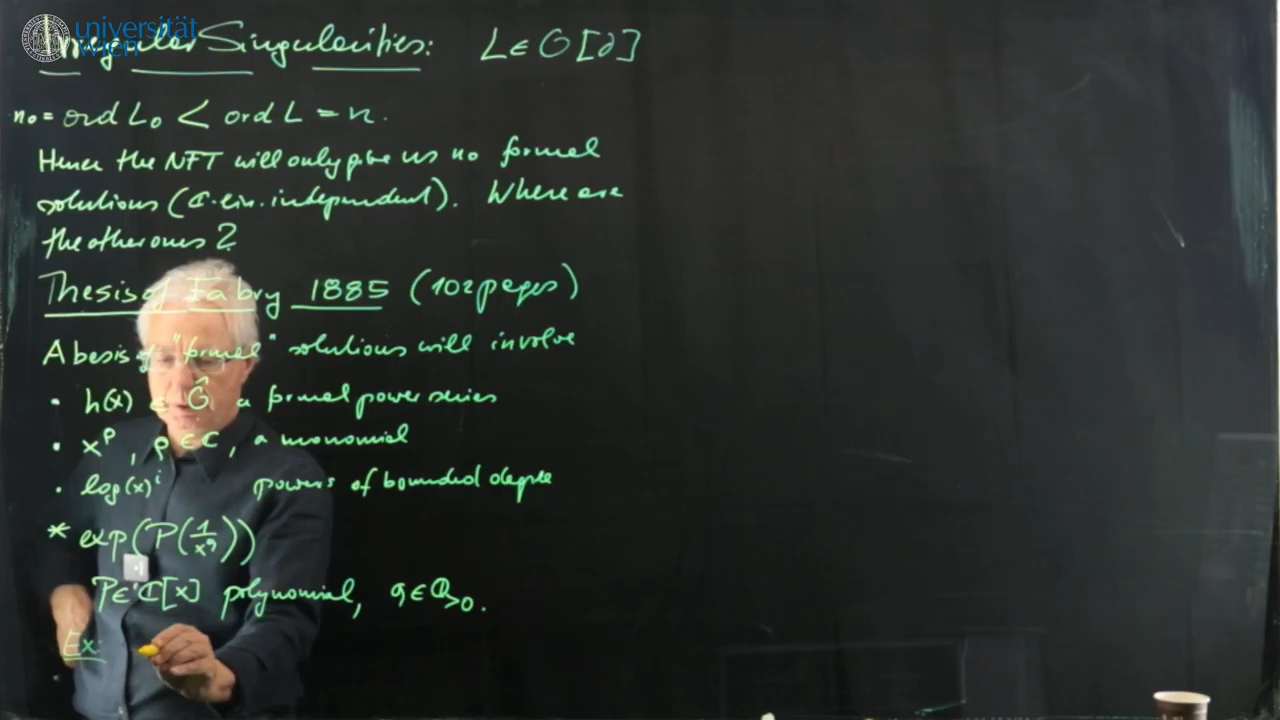 universität
wien
Irregular Singularities: L ∈ O[∂]
n₀ = ord L₀ < ord L = n.
Hence the NFT will only give us n₀ formal
solutions (ℂ-lin. independent). Where are
the other ones?
Thesis of Fabry 1885 (102 pages)
A basis of "formal" solutions will involve
• h(x) ∈ Ô, a formal power series
• x^ρ, ρ ∈ ℂ, a monomial
• log(x)^i powers of bounded degree
* exp(P(1/x^q))
P ∈ ℂ[x] polynomial, q ∈ ℚ_{>0}.
Ex: